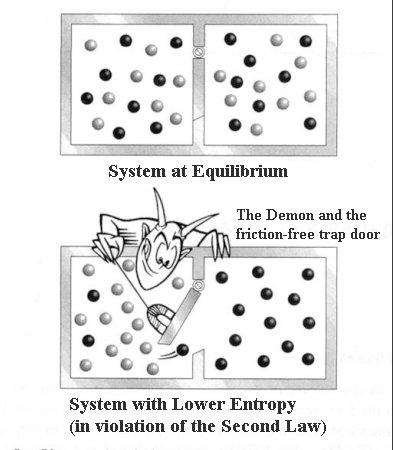 System at Equilibrium
The Demon and the
friction-free trap door
System with Lower Entropy
(in violation of the Second Law)